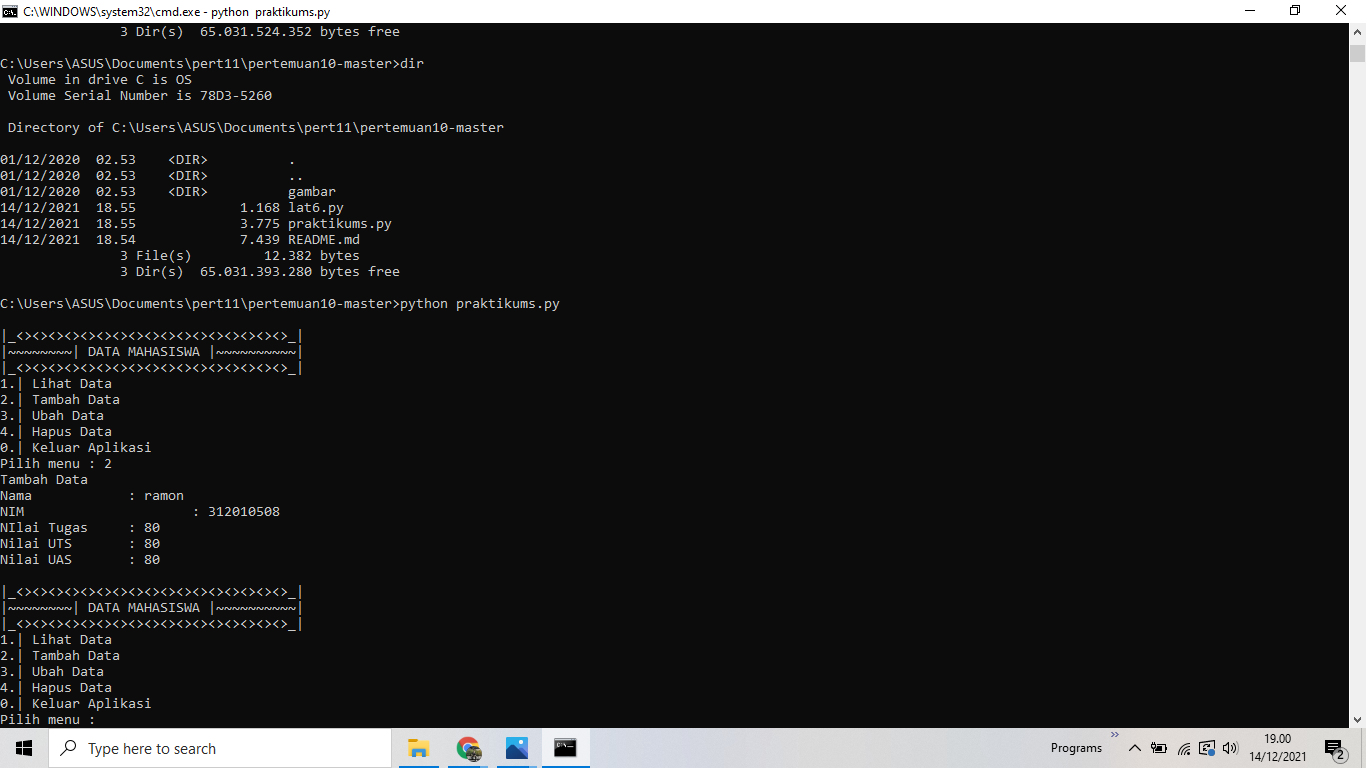 C:\WINDOWS\system32\cmd.exe - python  praktikums.py
               3 Dir(s)  65.031.524.352 bytes free
C:\Users\ASUS\Documents\pert11\pertemuan10-master>dir
 Volume in drive C is OS
 Volume Serial Number is 78D3-5260
 Directory of C:\Users\ASUS\Documents\pert11\pertemuan10-master
01/12/2020  02.53    <DIR>          .
01/12/2020  02.53    <DIR>          ..
01/12/2020  02.53    <DIR>          gambar
14/12/2021  18.55             1.168 lat6.py
14/12/2021  18.55             3.775 praktikums.py
14/12/2021  18.54             7.439 README.md
               3 File(s)         12.382 bytes
               3 Dir(s)  65.031.393.280 bytes free
C:\Users\ASUS\Documents\pert11\pertemuan10-master>python praktikums.py
|_<><><><><><><><><><><><><><><><><>_|
|~~~~~~~~| DATA MAHASISWA |~~~~~~~~~~|
|_<><><><><><><><><><><><><><><><><>_|
1.| Lihat Data
2.| Tambah Data
3.| Ubah Data
4.| Hapus Data
0.| Keluar Aplikasi
Pilih menu : 2
Tambah Data
Nama            : ramon
NIM                     : 312010508
NIlai Tugas     : 80
Nilai UTS       : 80
Nilai UAS       : 80
|_<><><><><><><><><><><><><><><><><>_|
|~~~~~~~~| DATA MAHASISWA |~~~~~~~~~~|
|_<><><><><><><><><><><><><><><><><>_|
1.| Lihat Data
2.| Tambah Data
3.| Ubah Data
4.| Hapus Data
0.| Keluar Aplikasi
Pilih menu :
Type here to search
Programs
19.00
14/12/2021
2